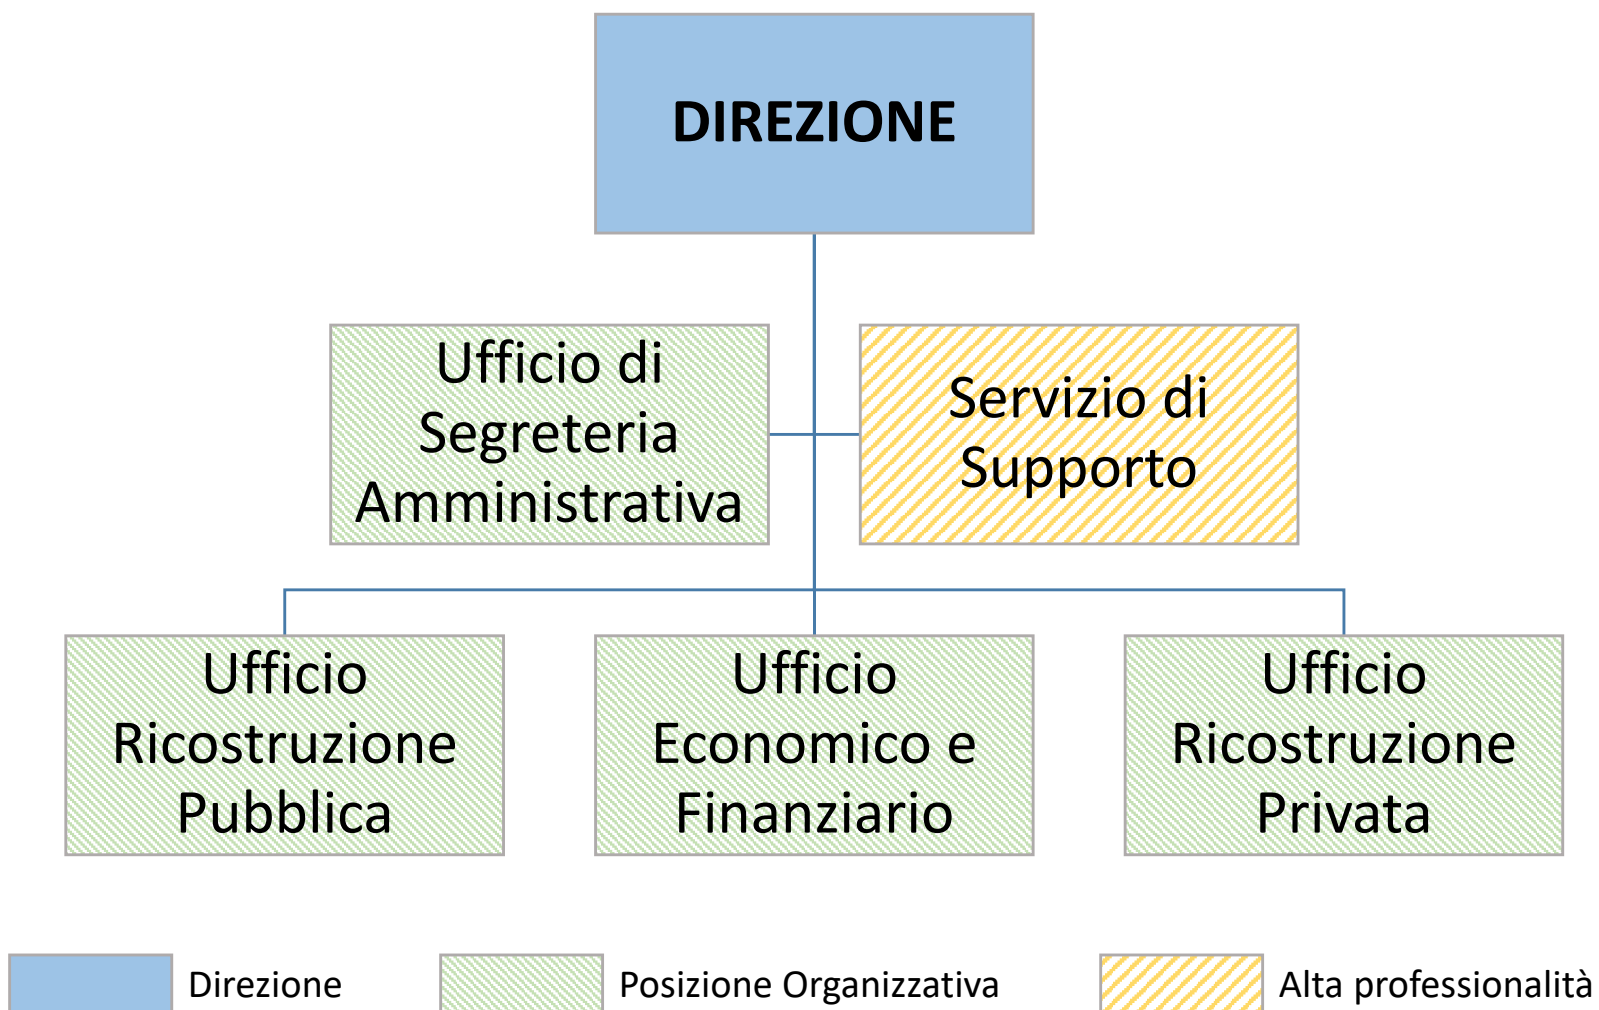 DIREZIONE
Ufficio di
Segreteria
Amministrativa
Servizio di
Supporto
Ufficio
Ricostruzione
Pubblica
Ufficio
Economico e
Finanziario
Ufficio
Ricostruzione
Privata
Direzione
Posizione Organizzativa
Alta professionalità